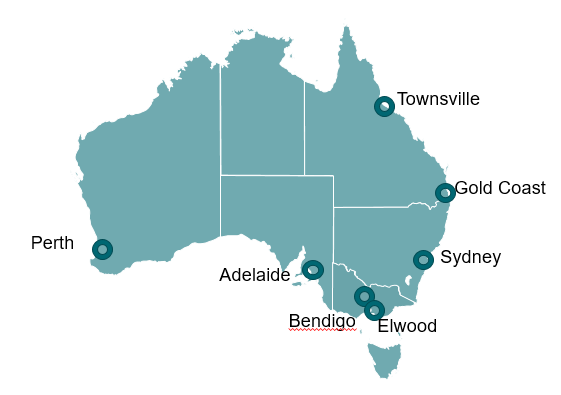 Townsville
Gold Coast
Perth
Sydney
Adelaide
Bendigo
Elwood